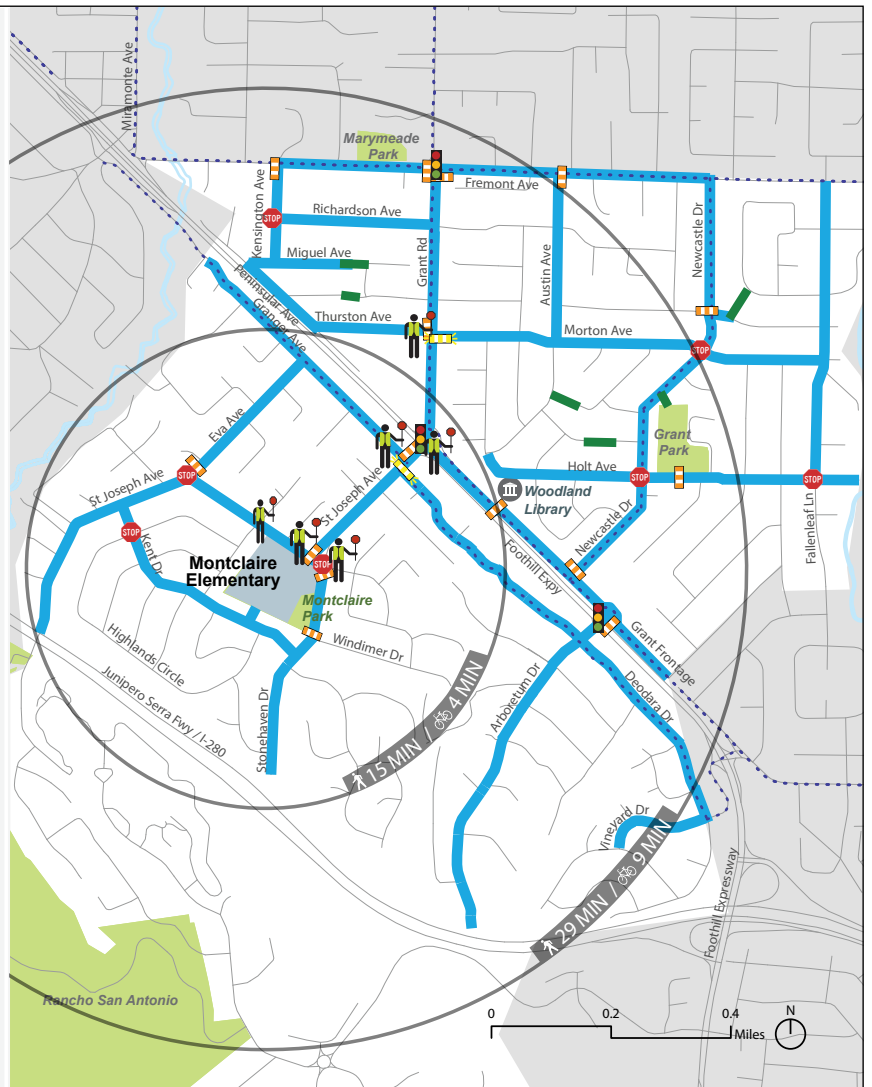 Miramonte Ave
Marymeade
Park
Fremont Ave
Kensington Ave
STOP
Richardson Ave
Newcastle Dr
Grant Rd
Miguel Ave
Austin Ave
Peninsular Ave
Granger Ave
Thurston Ave
Morton Ave
STOP
Eva Ave
Grant
Park
St Joseph Ave
STOP
St Joseph Ave
Holt Ave
STOP
STOP
Woodland
Library
Newcastle Dr
Fallenleaf Ln
STOP
Kent Dr
Montclaire
Elementary
STOP
Foothill Expy
Montclaire
Park
Windimer Dr
Grant Frontage
Highlands Circle
Junipero Serra Fwy / I-280
Stonehaven Dr
15 MIN / 4 MIN
Arboretum Dr
Deodara Dr
Vineyard Dr
29 MIN / 9 MIN
Foothill Expressway
Rancho San Antonio
0
0.2
0.4
Miles
N